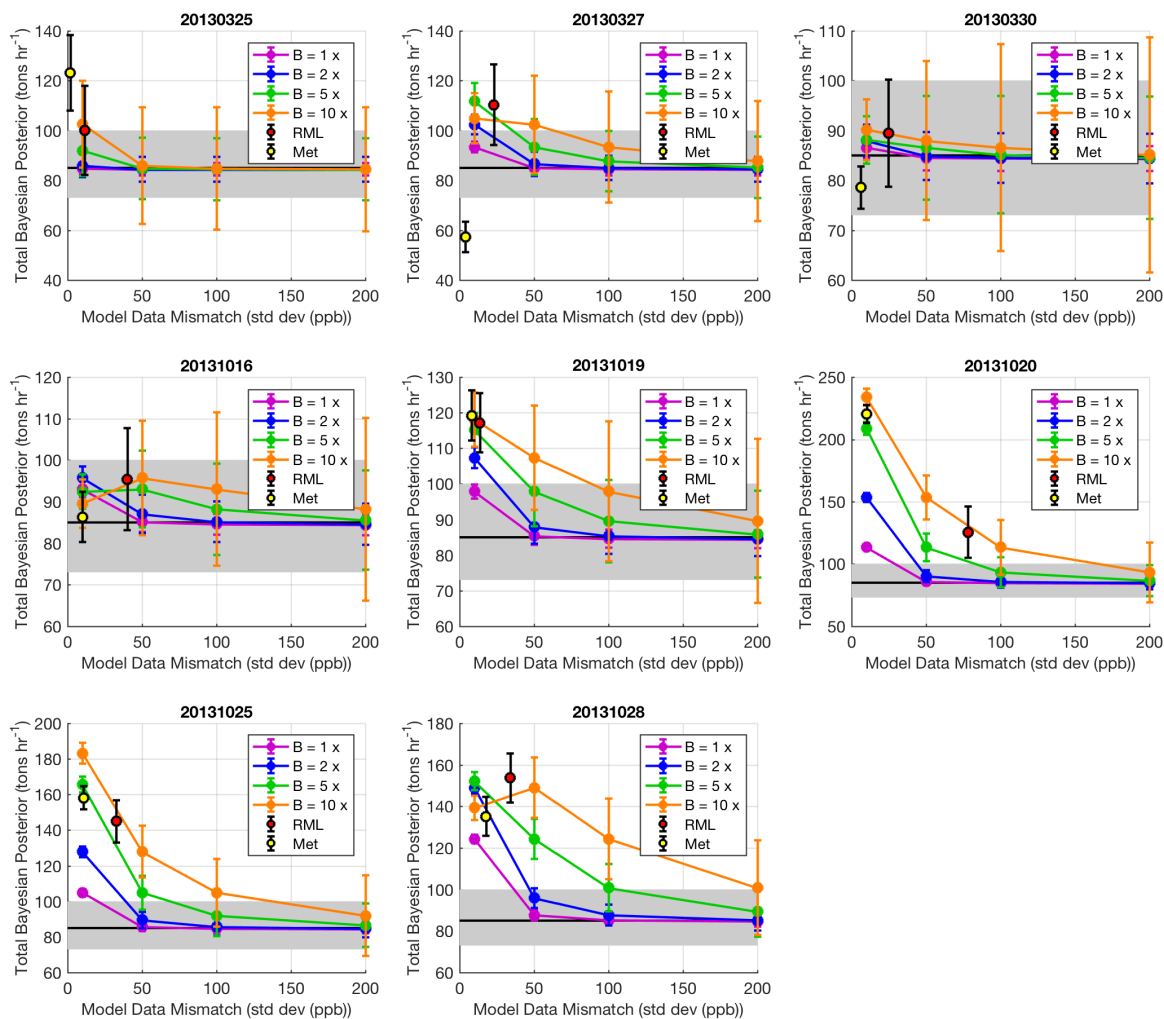 20130325
Total Bayesian Posterior (tons hr-1)
140
120
100
80
60
40
0 50 100 150 200
Model Data Mismatch (std dev (ppb))
B = 1 x
B = 2 x
B = 5 x
B = 10 x
RML
Met
20130327
Total Bayesian Posterior (tons hr-1)
140
120
100
80
60
40
0 50 100 150 200
Model Data Mismatch (std dev (ppb))
B = 1 x
B = 2 x
B = 5 x
B = 10 x
RML
Met
20130330
Total Bayesian Posterior (tons hr-1)
110
100
90
80
70
60
0 50 100 150 200
Model Data Mismatch (std dev (ppb))
B = 1 x
B = 2 x
B = 5 x
B = 10 x
RML
Met
20131016
Total Bayesian Posterior (tons hr-1)
120
110
100
90
80
70
60
0 50 100 150 200
Model Data Mismatch (std dev (ppb))
B = 1 x
B = 2 x
B = 5 x
B = 10 x
RML
Met
20131019
Total Bayesian Posterior (tons hr-1)
130
120
110
100
90
80
70
60
0 50 100 150 200
Model Data Mismatch (std dev (ppb))
B = 1 x
B = 2 x
B = 5 x
B = 10 x
RML
Met
20131020
Total Bayesian Posterior (tons hr-1)
250
200
150
100
50
0 50 100 150 200
Model Data Mismatch (std dev (ppb))
B = 1 x
B = 2 x
B = 5 x
B = 10 x
RML
Met
20131025
Total Bayesian Posterior (tons hr-1)
200
180
160
140
120
100
80
60
0 50 100 150 200
Model Data Mismatch (std dev (ppb))
B = 1 x
B = 2 x
B = 5 x
B = 10 x
RML
Met
20131028
Total Bayesian Posterior (tons hr-1)
180
160
140
120
100
80
60
0 50 100 150 200
Model Data Mismatch (std dev (ppb))
B = 1 x
B = 2 x
B = 5 x
B = 10 x
RML
Met